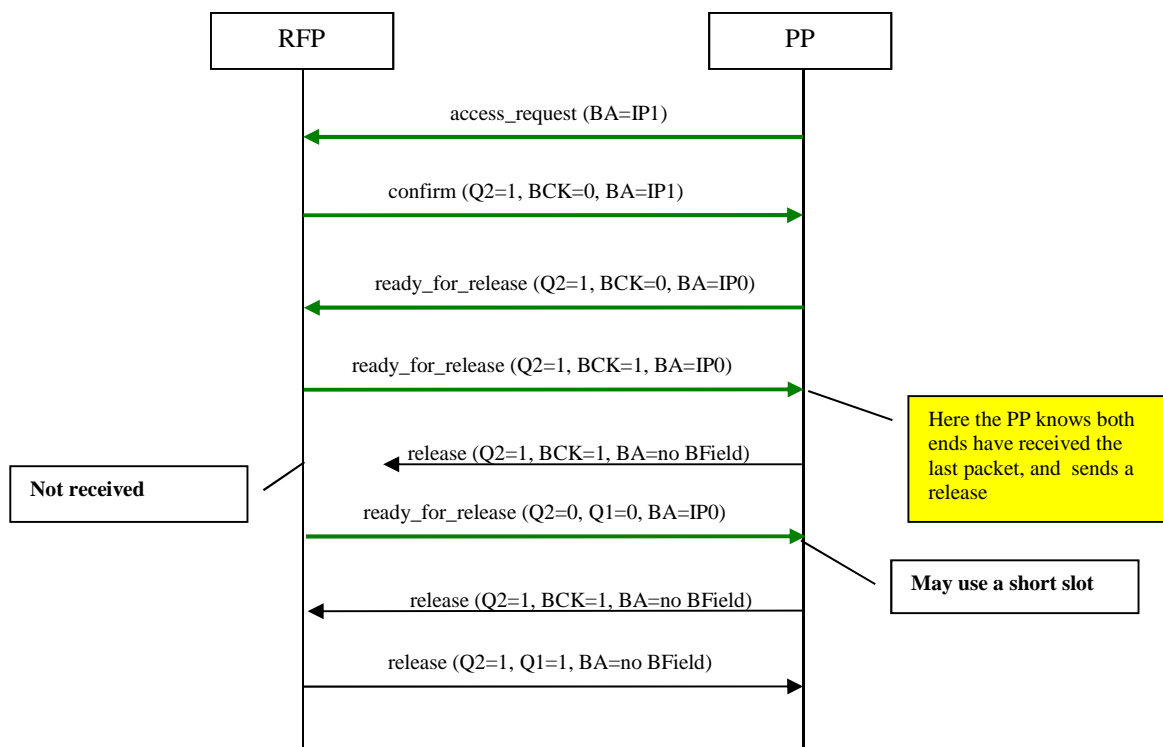 RFP
PP
access_request (BA=IP1)
confirm (Q2=1, BCK=0, BA=IP1)
ready_for_release (Q2=1, BCK=0, BA=IP0)
ready_for_release (Q2=1, BCK=1, BA=IP0)
Here the PP knows both
ends have received the
last packet, and sends a
release
release (Q2=1, BCK=1, BA=no BField)
Not received
ready_for_release (Q2=0, Q1=0, BA=IP0)
May use a short slot
release (Q2=1, BCK=1, BA=no BField)
release (Q2=1, Q1=1, BA=no BField)